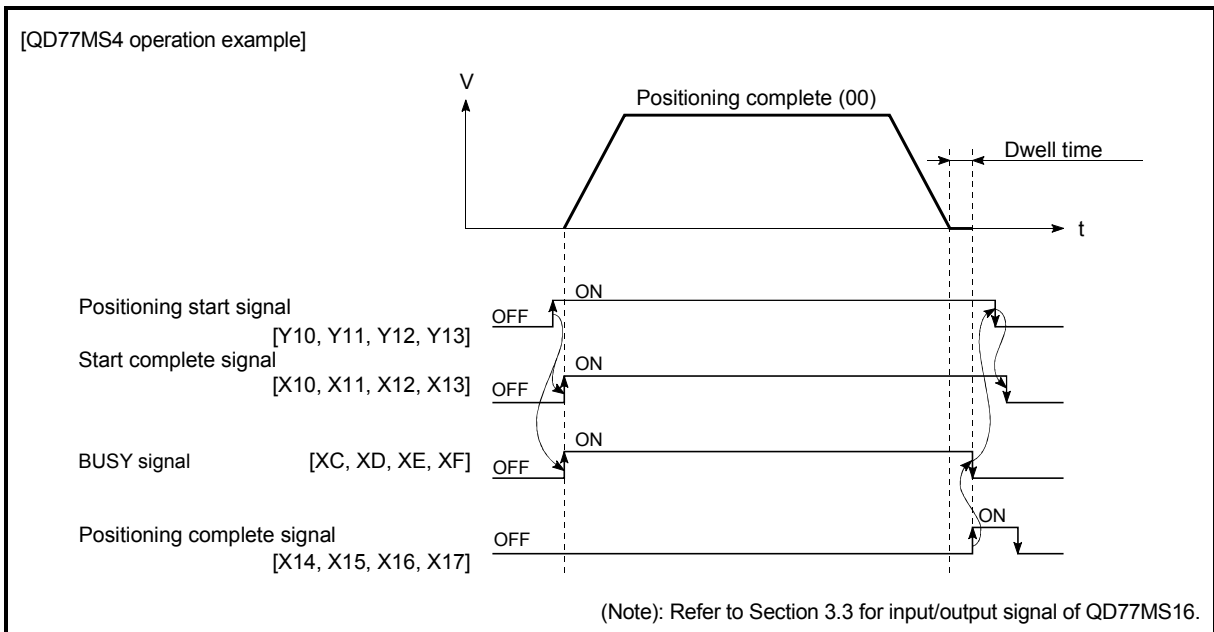 [QD77MS4 operation example]
V
Positioning complete (00)
Dwell time
t
Positioning start signal
[Y10, Y11, Y12, Y13]
OFF
ON
Start complete signal
[X10, X11, X12, X13]
OFF
ON
BUSY signal [XC, XD, XE, XF]
OFF
ON
Positioning complete signal
[X14, X15, X16, X17]
OFF
ON
(Note): Refer to Section 3.3 for input/output signal of QD77MS16.